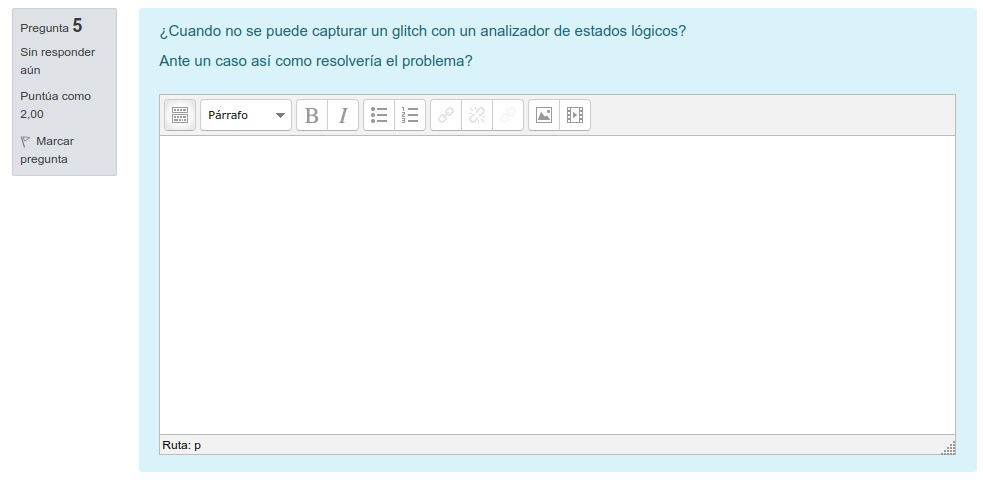 Pregunta 5
Sin responder
aún
Puntúa como
2,00
Marcar
pregunta
¿Cuando no se puede capturar un glitch con un analizador de estados lógicos?
Ante un caso así como resolvería el problema?
Párrafo
B I
Ruta: p